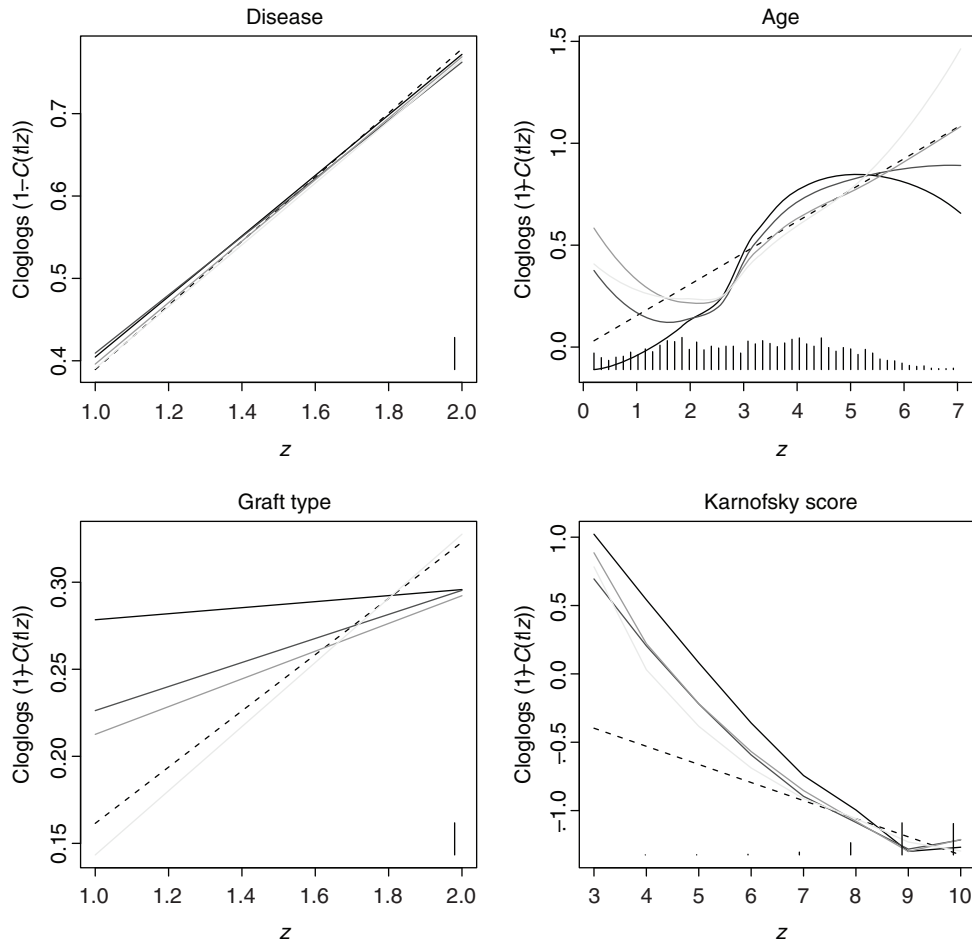 Disease
Cloglogs (1−C(t|z))
0.4
0.5
0.6
0.7
1.0 1.2 1.4 1.6 1.8 2.0
z
Age
Cloglogs (1−C(t|z))
0.0
0.5
1.0
1.5
0 1 2 3 4 5 6 7
z
Graft type
Cloglogs (1−C(t|z))
0.15
0.20
0.25
0.30
1.0 1.2 1.4 1.6 1.8 2.0
z
Karnofsky score
Cloglogs (1−C(t|z))
−1.0
−0.5
0.0
0.5
1.0
3 4 5 6 7 8 9 10
z